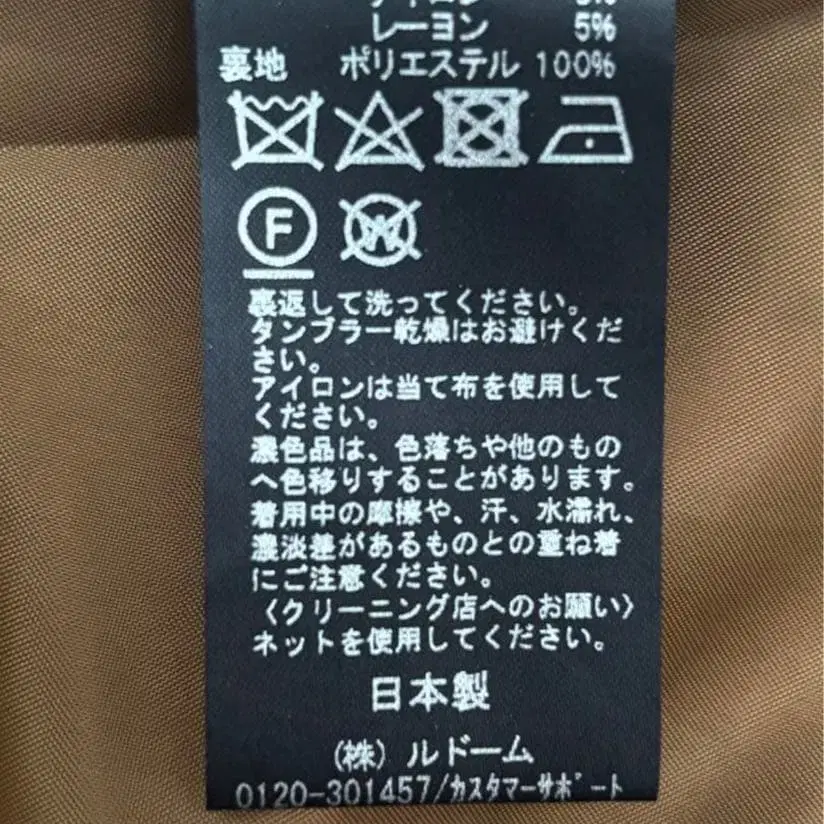 レーヨン 5%
裏地 ポリエステル 100%
F
W
裏返して洗ってください。
タンブラー乾燥はお避けくだ
さい。
アイロンは当て布を使用して
ください。
濃色品は、色落ちや他のもの
へ色移りすることがあります。
着用中の摩擦や、汗、水濡れ、
濃淡差があるものとの重ね着
にご注意ください。
〈クリーニング店へのお願い〉
ネットを使用してください。
日本製
(株) ルドーム
0120-301457/カスタマーサポート